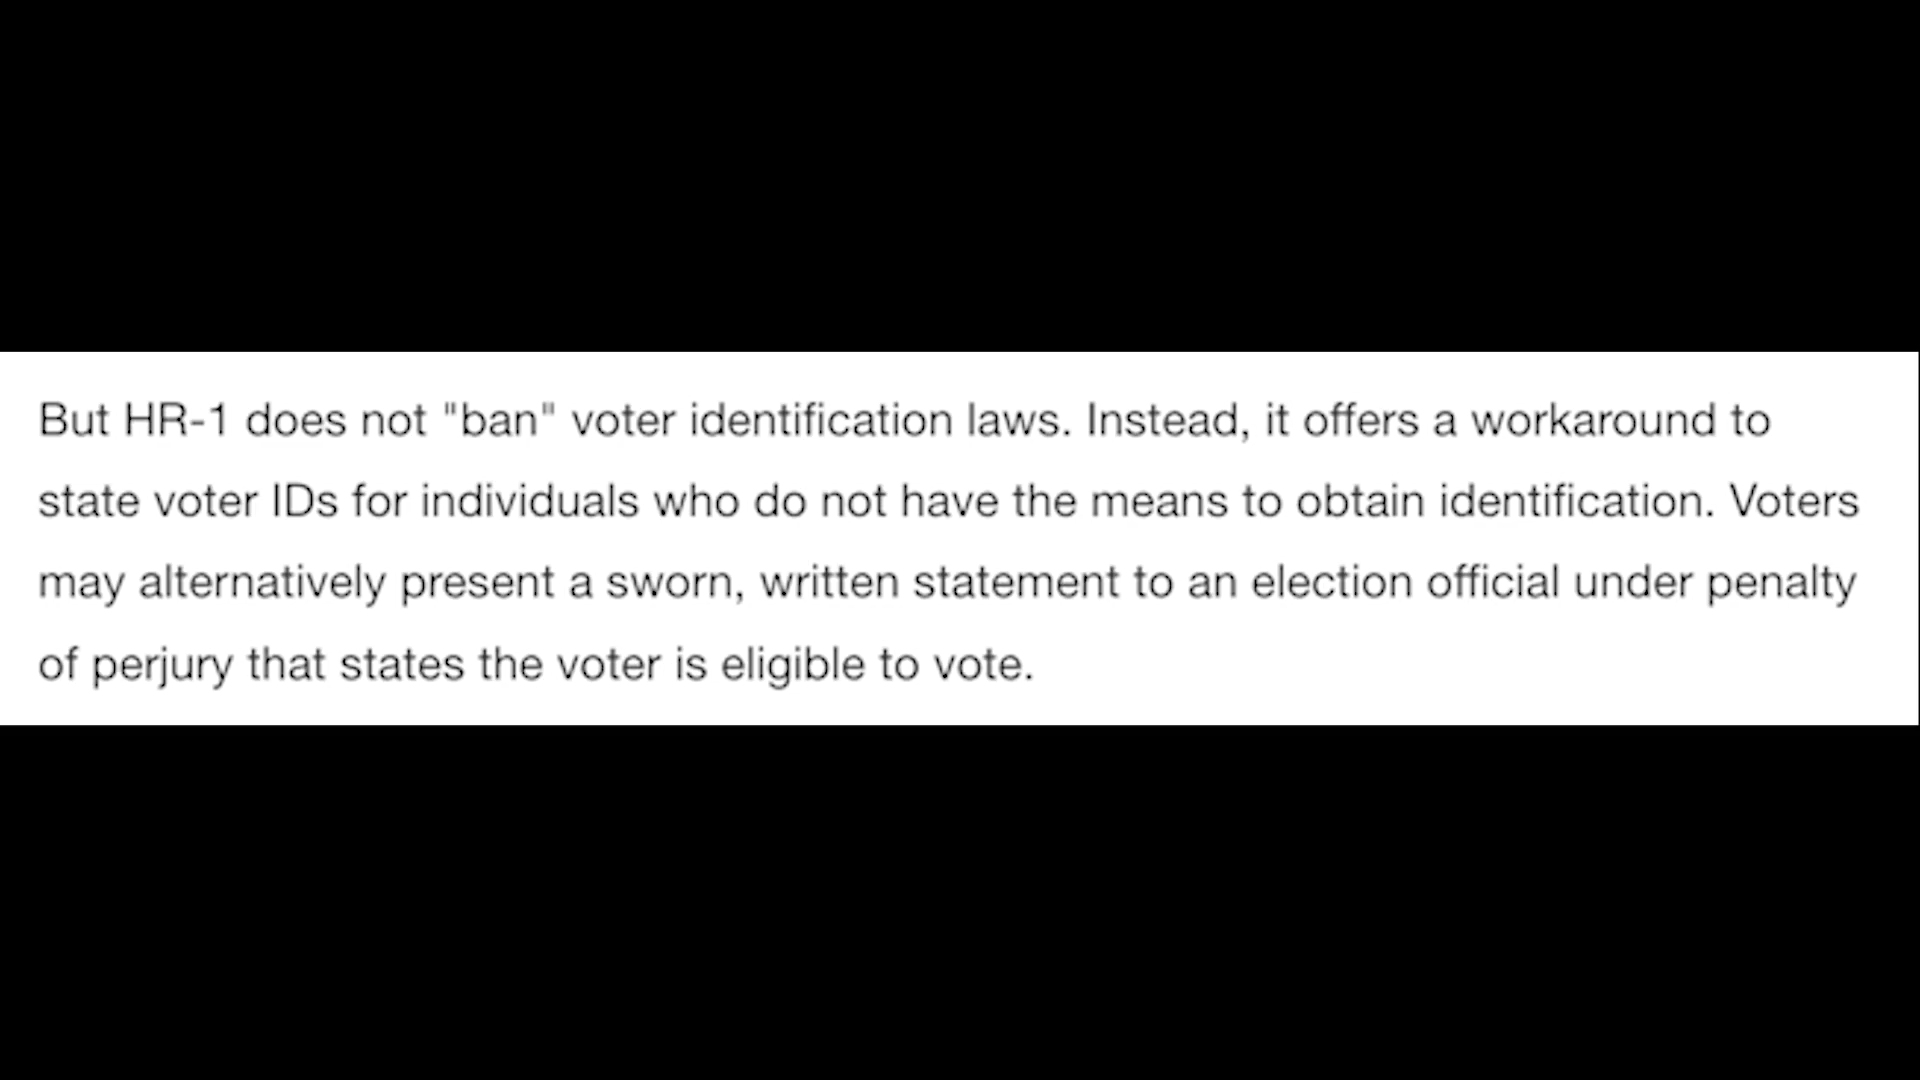 But HR-1 does not "ban" voter identification laws. Instead, it offers a workaround to
state voter IDs for individuals who do not have the means to obtain identification. Voters
may alternatively present a sworn, written statement to an election official under penalty
of perjury that states the voter is eligible to vote.